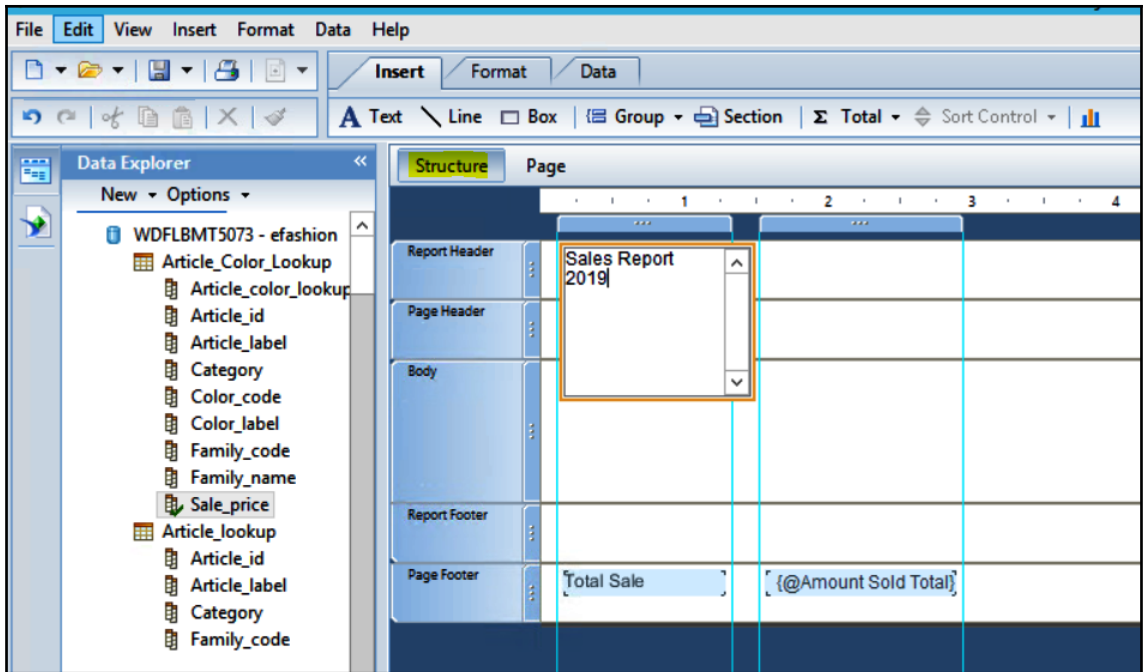 File Edit View Insert Format Data Help
Insert Format Data
A Text Line Box Group Section Σ Total Sort Control
Data Explorer «
New Options
Structure Page
1 2 3 4
WDFLBMT5073 - efashion
Article_Color_Lookup
Article_color_lookup
Article_id
Article_label
Category
Color_code
Color_label
Family_code
Family_name
Sale_price
Article_lookup
Article_id
Article_label
Category
Family_code
Report Header
Sales Report
2019
Page Header
Body
Report Footer
Page Footer
Total Sale
{@Amount Sold Total}